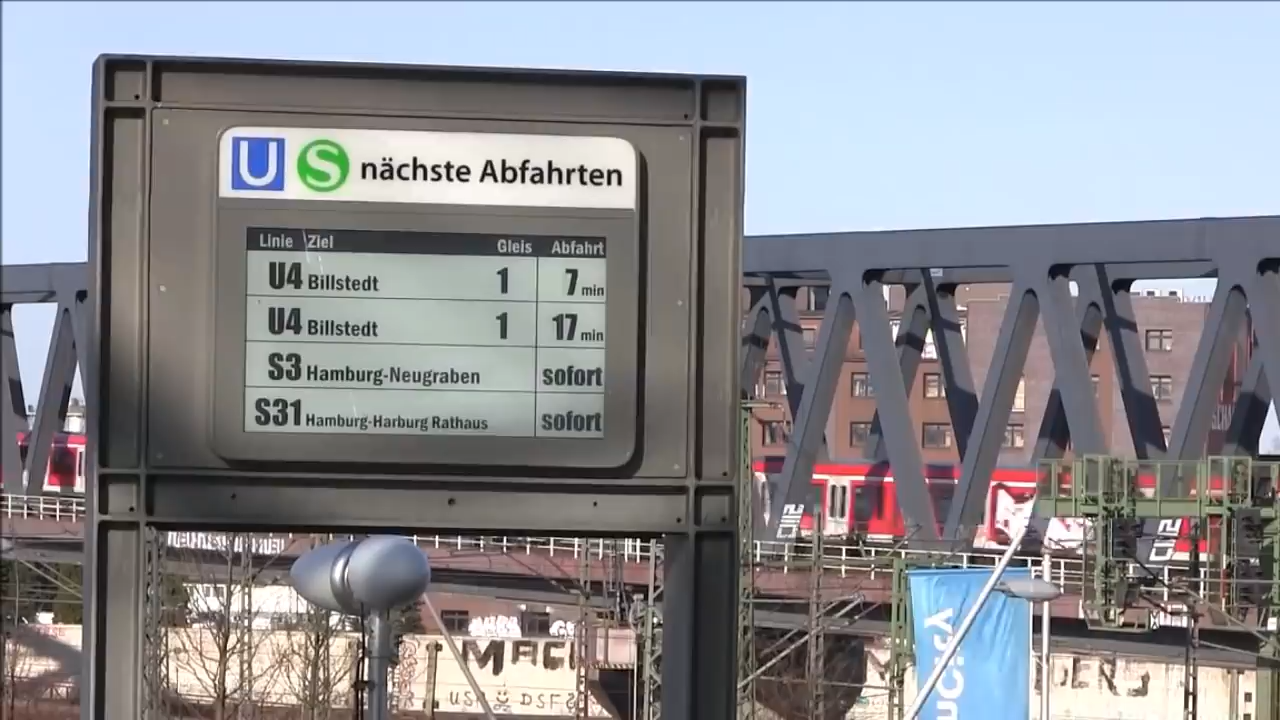 U S nächste Abfahrten
Linie Ziel Gleis Abfahrt
U4 Billstedt 1 7 min
U4 Billstedt 1 17 min
S3 Hamburg-Neugraben sofort
S31 Hamburg-Harburg Rathaus sofort